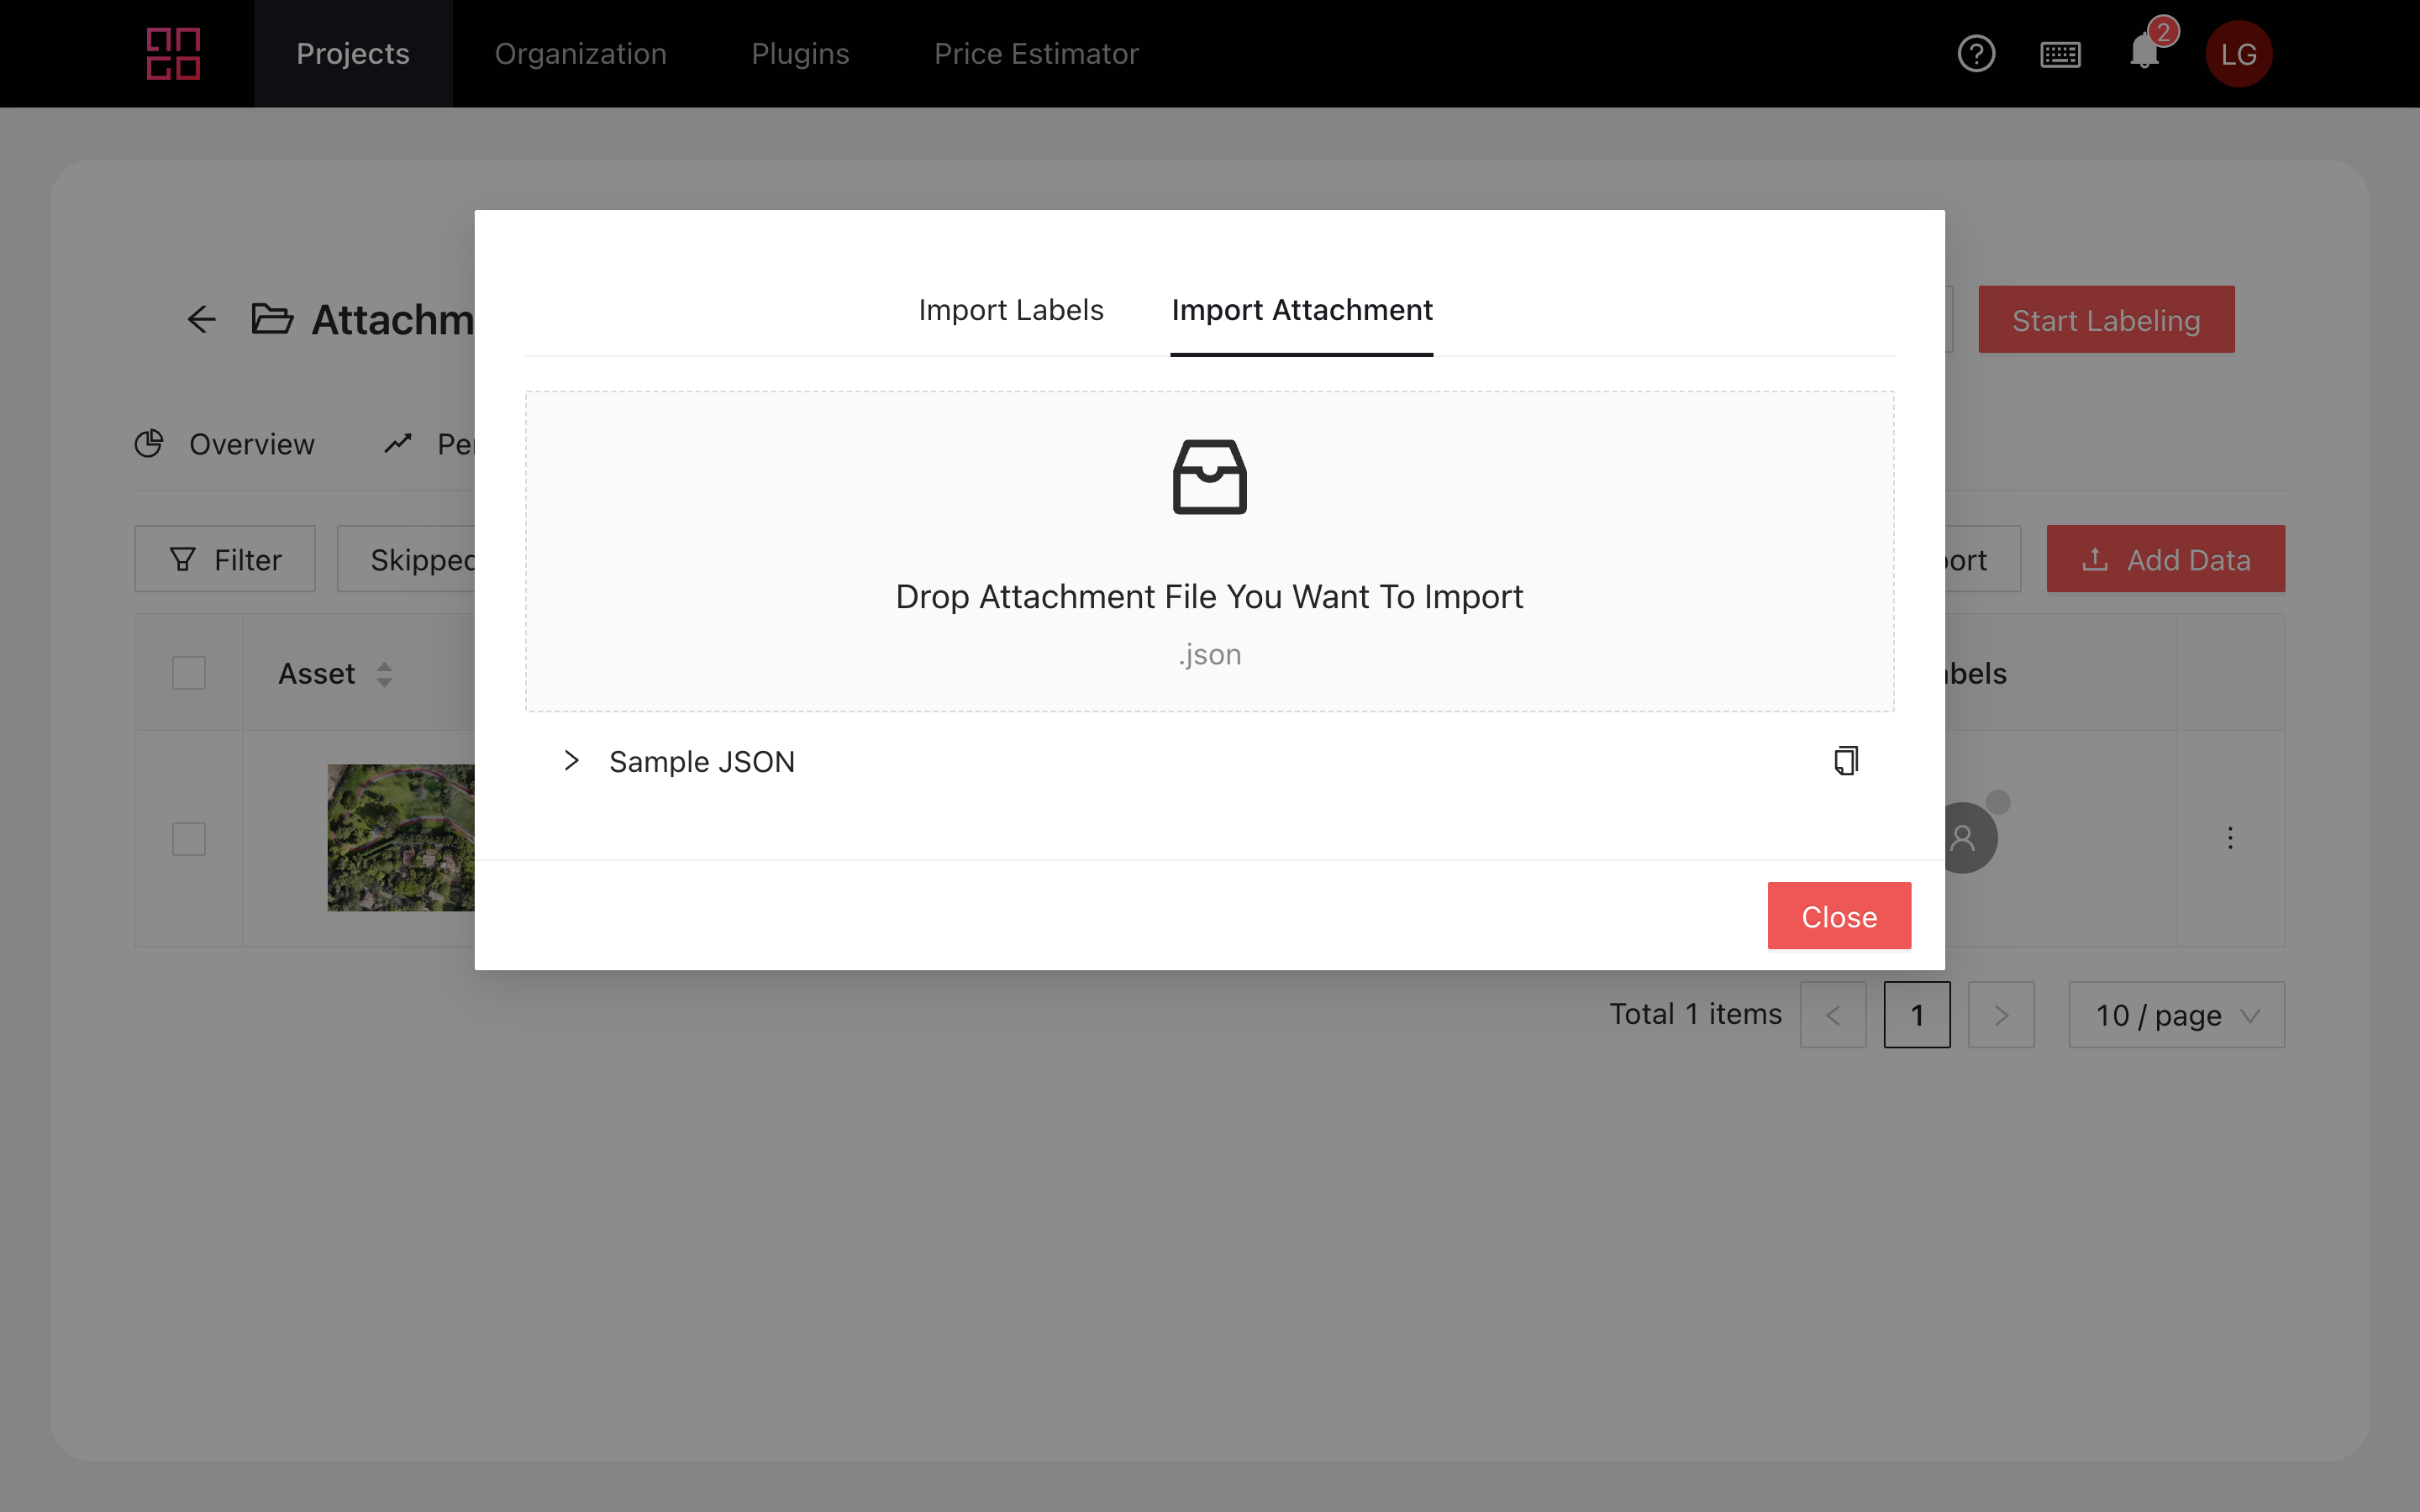 Projects
Organization
Plugins
Price Estimator
2
LG
Import Labels
Import Attachment
Attachm
Start Labeling
Overview
Pe
Drop Attachment File You Want To Import
.json
Filter
Skipped
ort
Add Data
Asset
bels
Sample JSON
Close
Total 1 items
1
10 / page